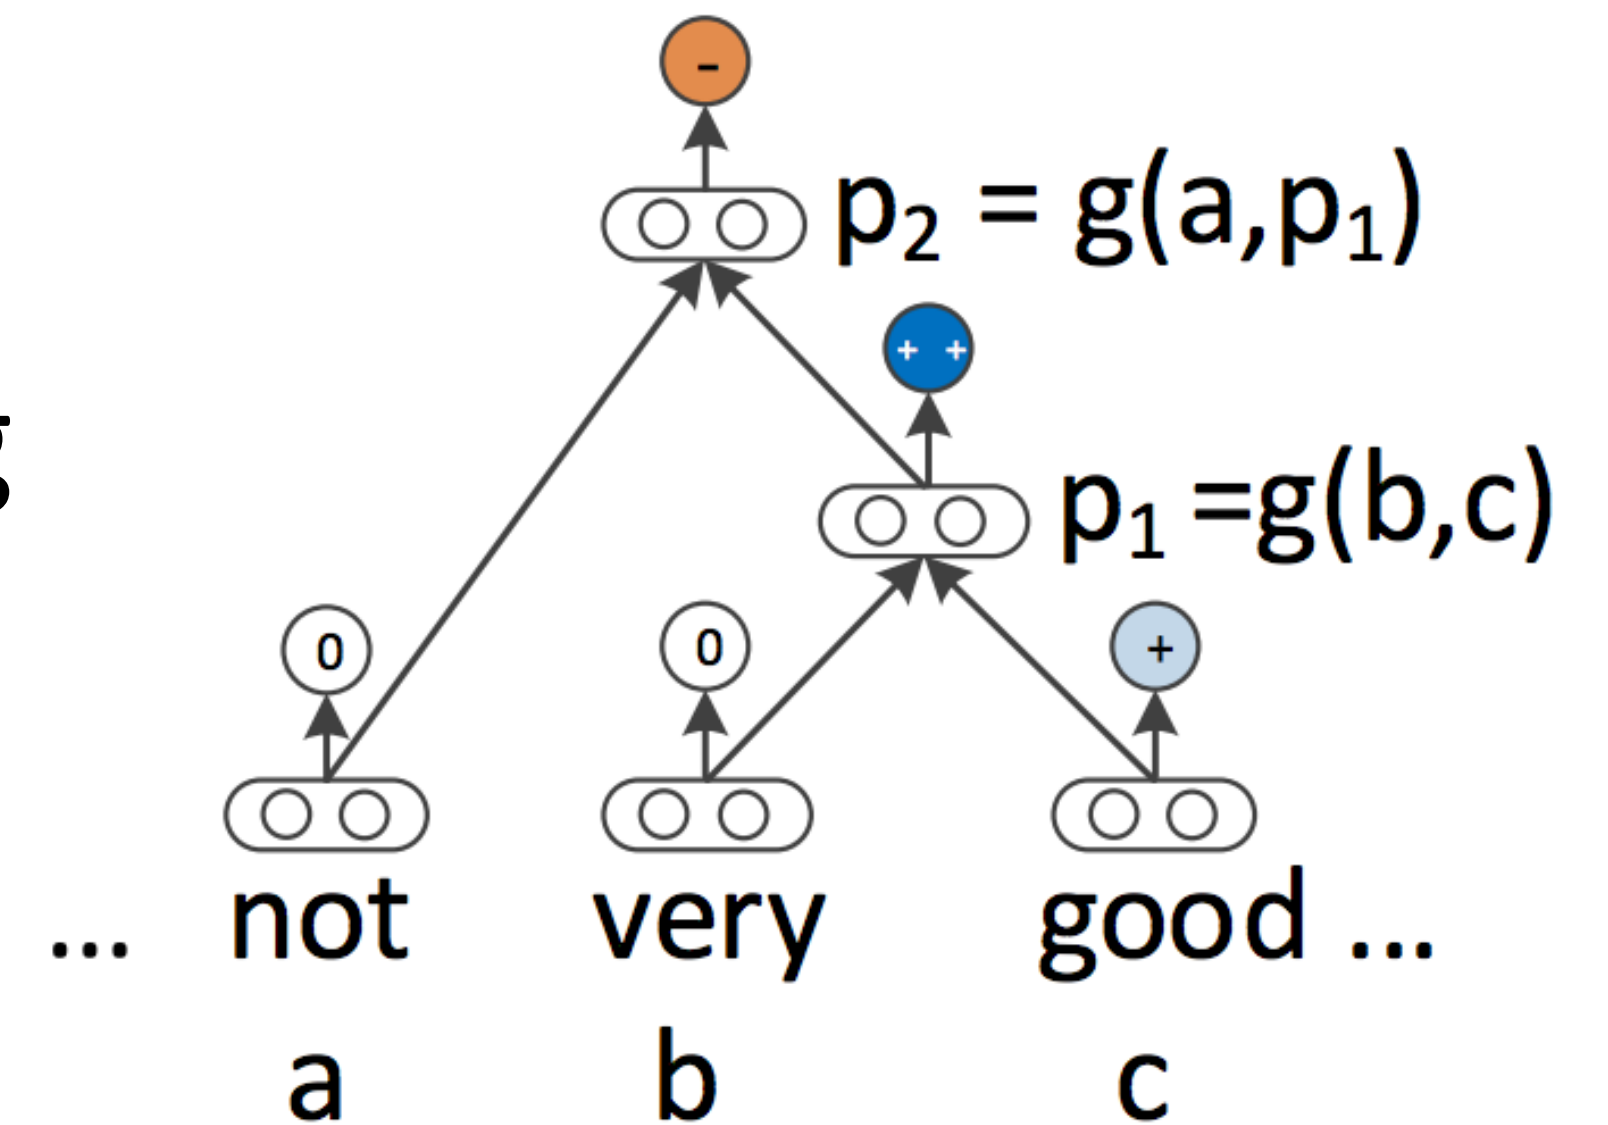 -
p₂ = g(a,p₁)
+ +
g
p₁ =g(b,c)
0 0 +
... not very good ...
a b c